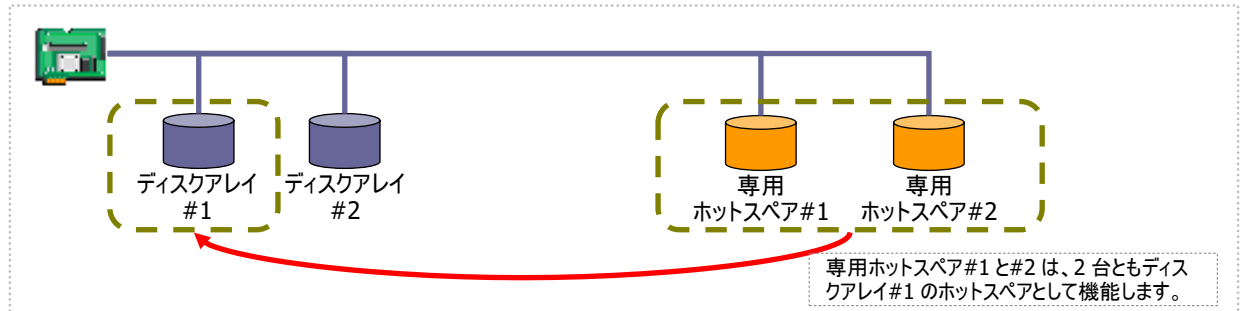 ディスクアレイ
#1
ディスクアレイ
#2
専用
ホットスペア#1
専用
ホットスペア#2
専用ホットスペア#1 と#2 は、2 台ともディス
クアレイ#1 のホットスペアとして機能します。